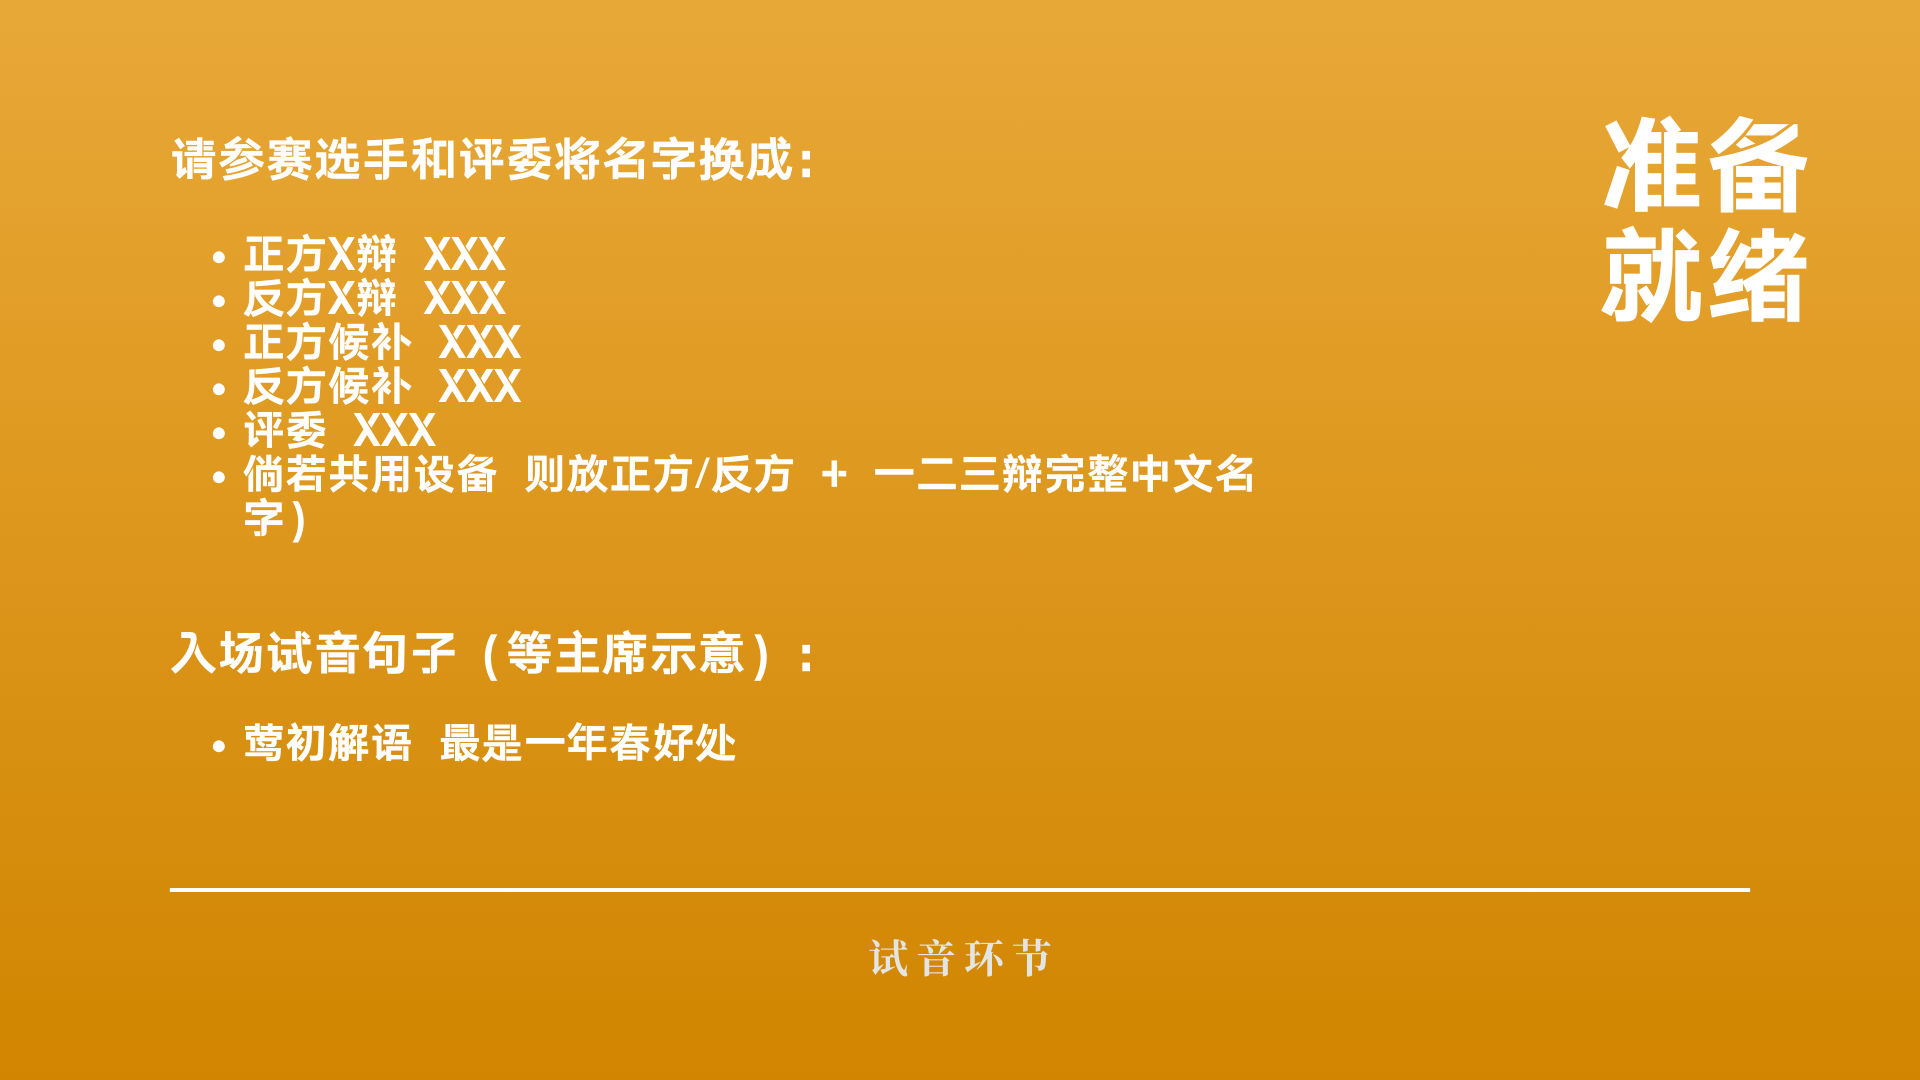 请参赛选手和评委将名字换成：
• 正方X辩 XXX
• 反方X辩 XXX
• 正方候补 XXX
• 反方候补 XXX
• 评委 XXX
• 倘若共用设备 则放正方/反方 + 一二三辩完整中文名
字）
入场试音句子（等主席示意）：
• 莺初解语 最是一年春好处
准备
就绪
试音环节